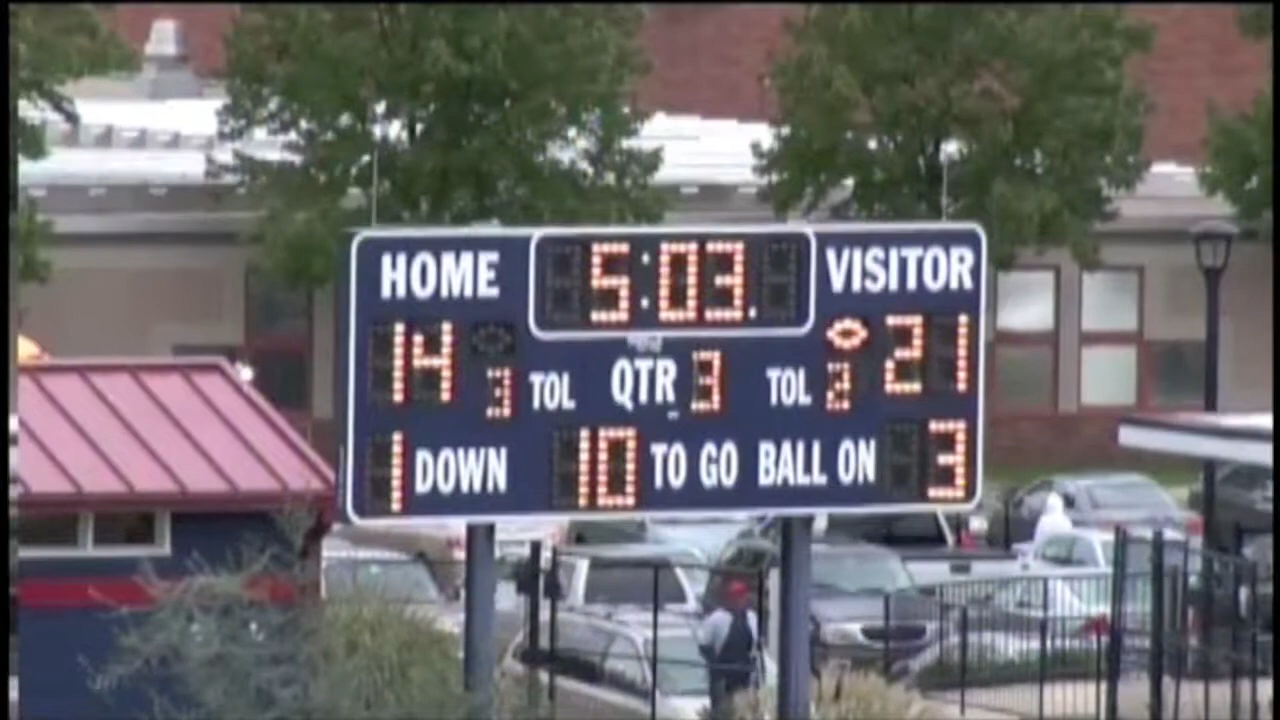 HOME 5:03. VISITOR
14 3 TOL QTR 3 TOL 2 21
1 DOWN 10 TO GO BALL ON 3